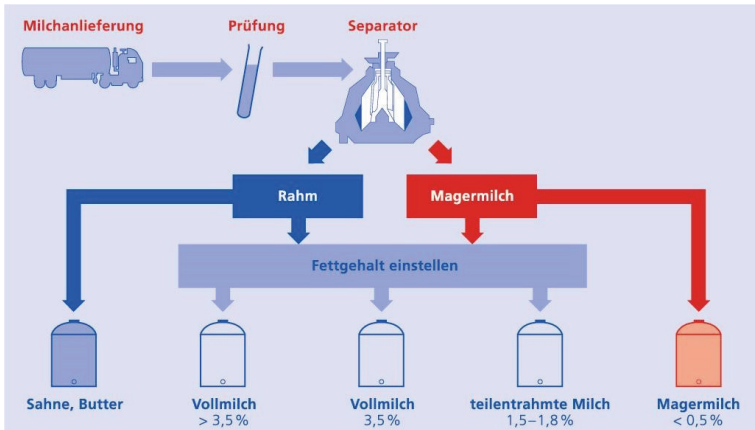 Milchanlieferung
Prüfung
Separator
Rahm
Magermilch
Fettgehalt einstellen
Sahne, Butter
Vollmilch
> 3,5 %
Vollmilch
3,5 %
teilentrahmte Milch
1,5–1,8 %
Magermilch
< 0,5 %